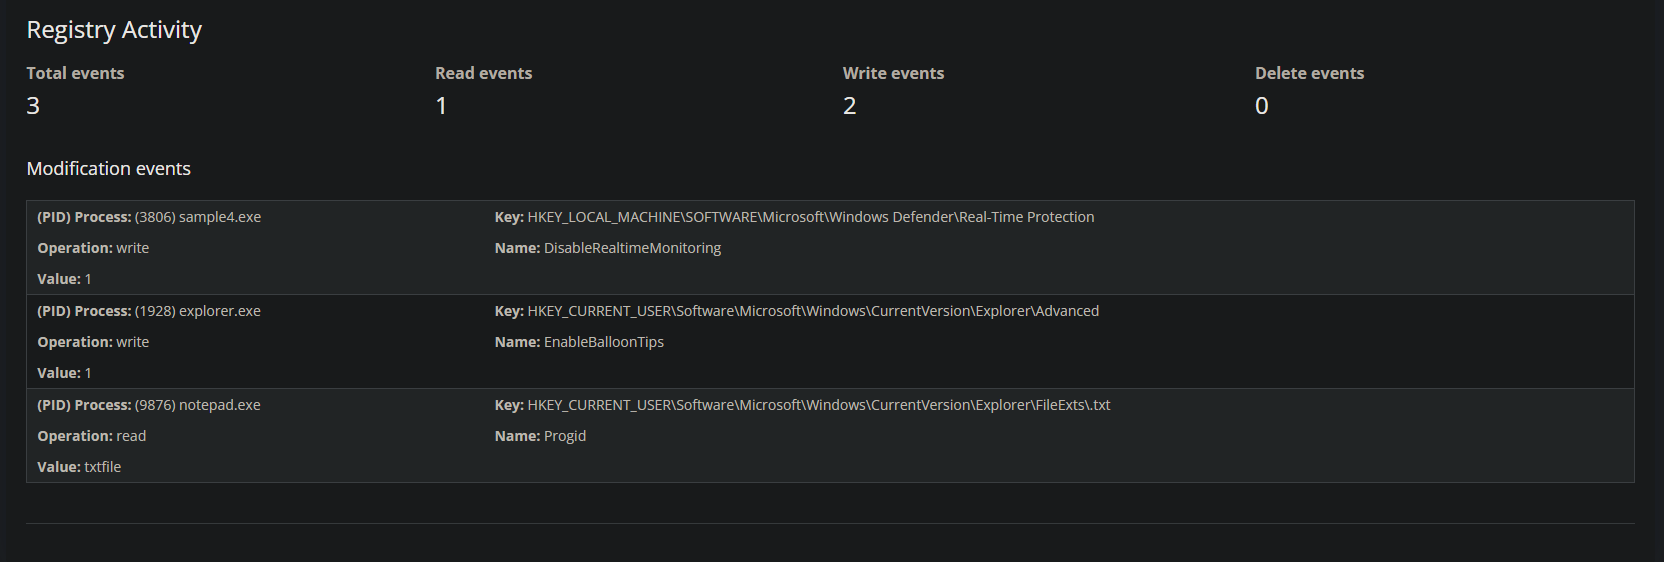 Registry Activity
Total events Read events Write events Delete events
3 1 2 0
Modification events
(PID) Process: (3806) sample4.exe Key: HKEY_LOCAL_MACHINE\SOFTWARE\Microsoft\Windows Defender\Real-Time Protection
Operation: write Name: DisableRealtimeMonitoring
Value: 1
(PID) Process: (1928) explorer.exe Key: HKEY_CURRENT_USER\Software\Microsoft\Windows\CurrentVersion\Explorer\Advanced
Operation: write Name: EnableBalloonTips
Value: 1
(PID) Process: (9876) notepad.exe Key: HKEY_CURRENT_USER\Software\Microsoft\Windows\CurrentVersion\Explorer\FileExts\.txt
Operation: read Name: Progid
Value: txtfile